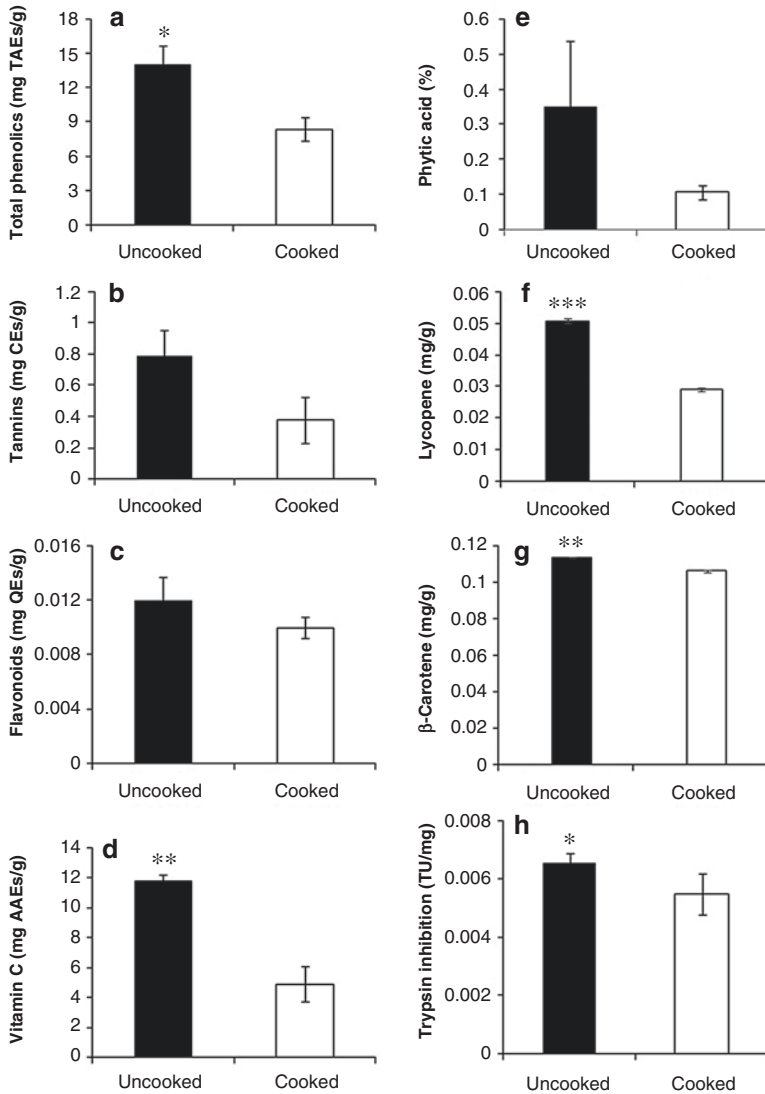 a
*
Total phenolics (mg TAEs/g)
18
15
12
9
6
3
0
Uncooked Cooked
b
Tannins (mg CEs/g)
1.2
1
0.8
0.6
0.4
0.2
0
Uncooked Cooked
c
Flavonoids (mg QEs/g)
0.016
0.012
0.008
0.004
0
Uncooked Cooked
d
**
Vitamin C (mg AAEs/g)
14
12
10
8
6
4
2
0
Uncooked Cooked
e
Phytic acid (%)
0.6
0.5
0.4
0.3
0.2
0.1
0
Uncooked Cooked
f
***
Lycopene (mg/g)
0.06
0.05
0.04
0.03
0.02
0.01
0
Uncooked Cooked
g
**
β-Carotene (mg/g)
0.12
0.1
0.08
0.06
0.04
0.02
0
Uncooked Cooked
h
*
Trypsin inhibition (TU/mg)
0.008
0.006
0.004
0.002
0
Uncooked Cooked